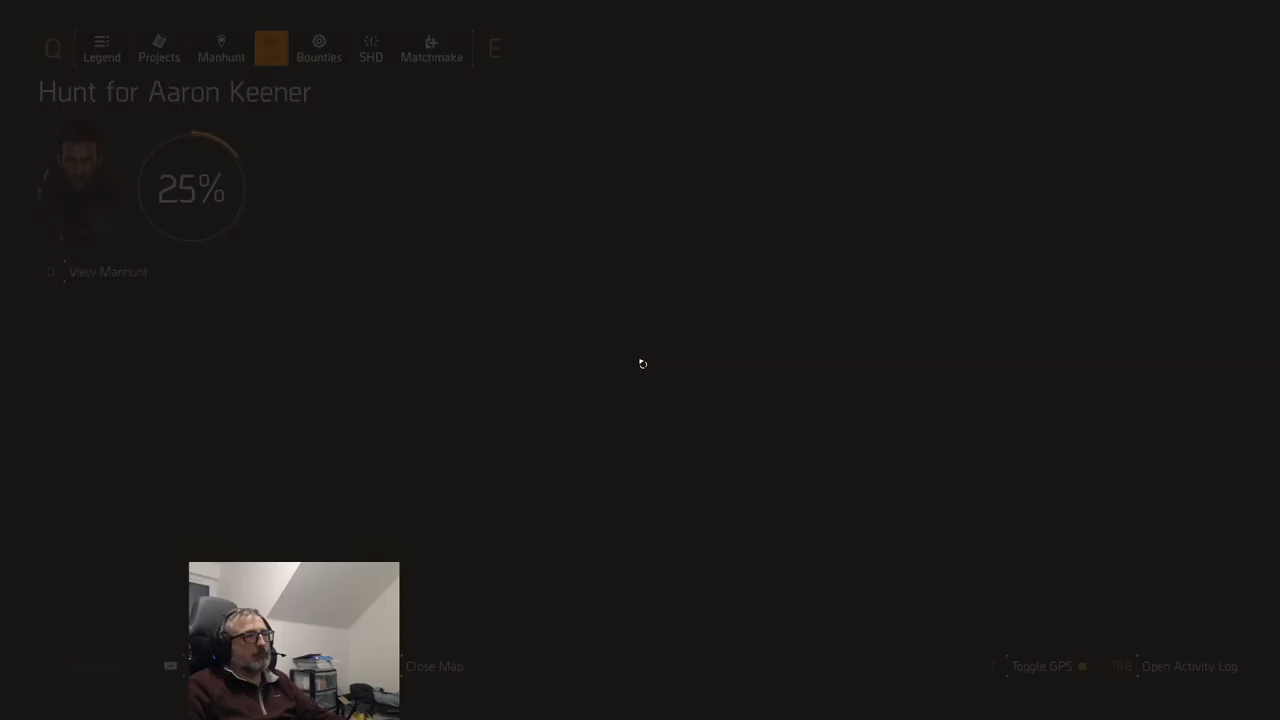 Q Legend Projects Manhunt Bounties SHD Matchmake E
Hunt for Aaron Keener
25%
View Manhunt
Close Map Toggle GPS TAB Open Activity Log